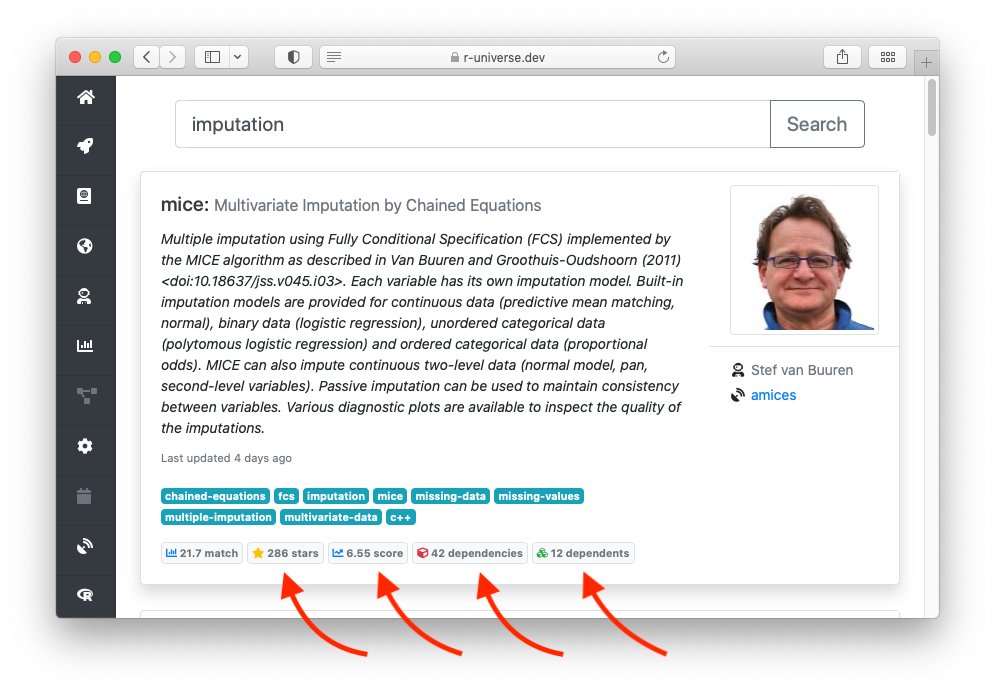 r-universe.dev
imputation
Search
mice: Multivariate Imputation by Chained Equations
Multiple imputation using Fully Conditional Specification (FCS) implemented by
the MICE algorithm as described in Van Buuren and Groothuis-Oudshoorn (2011)
<doi:10.18637/jss.v045.i03>. Each variable has its own imputation model. Built-in
imputation models are provided for continuous data (predictive mean matching,
normal), binary data (logistic regression), unordered categorical data
(polytomous logistic regression) and ordered categorical data (proportional
odds). MICE can also impute continuous two-level data (normal model, pan,
second-level variables). Passive imputation can be used to maintain consistency
between variables. Various diagnostic plots are available to inspect the quality of
the imputations.
Last updated 4 days ago
chained-equations fcs imputation mice missing-data missing-values
multiple-imputation multivariate-data c++
21.7 match 286 stars 6.55 score 42 dependencies 12 dependents
Stef van Buuren
amices